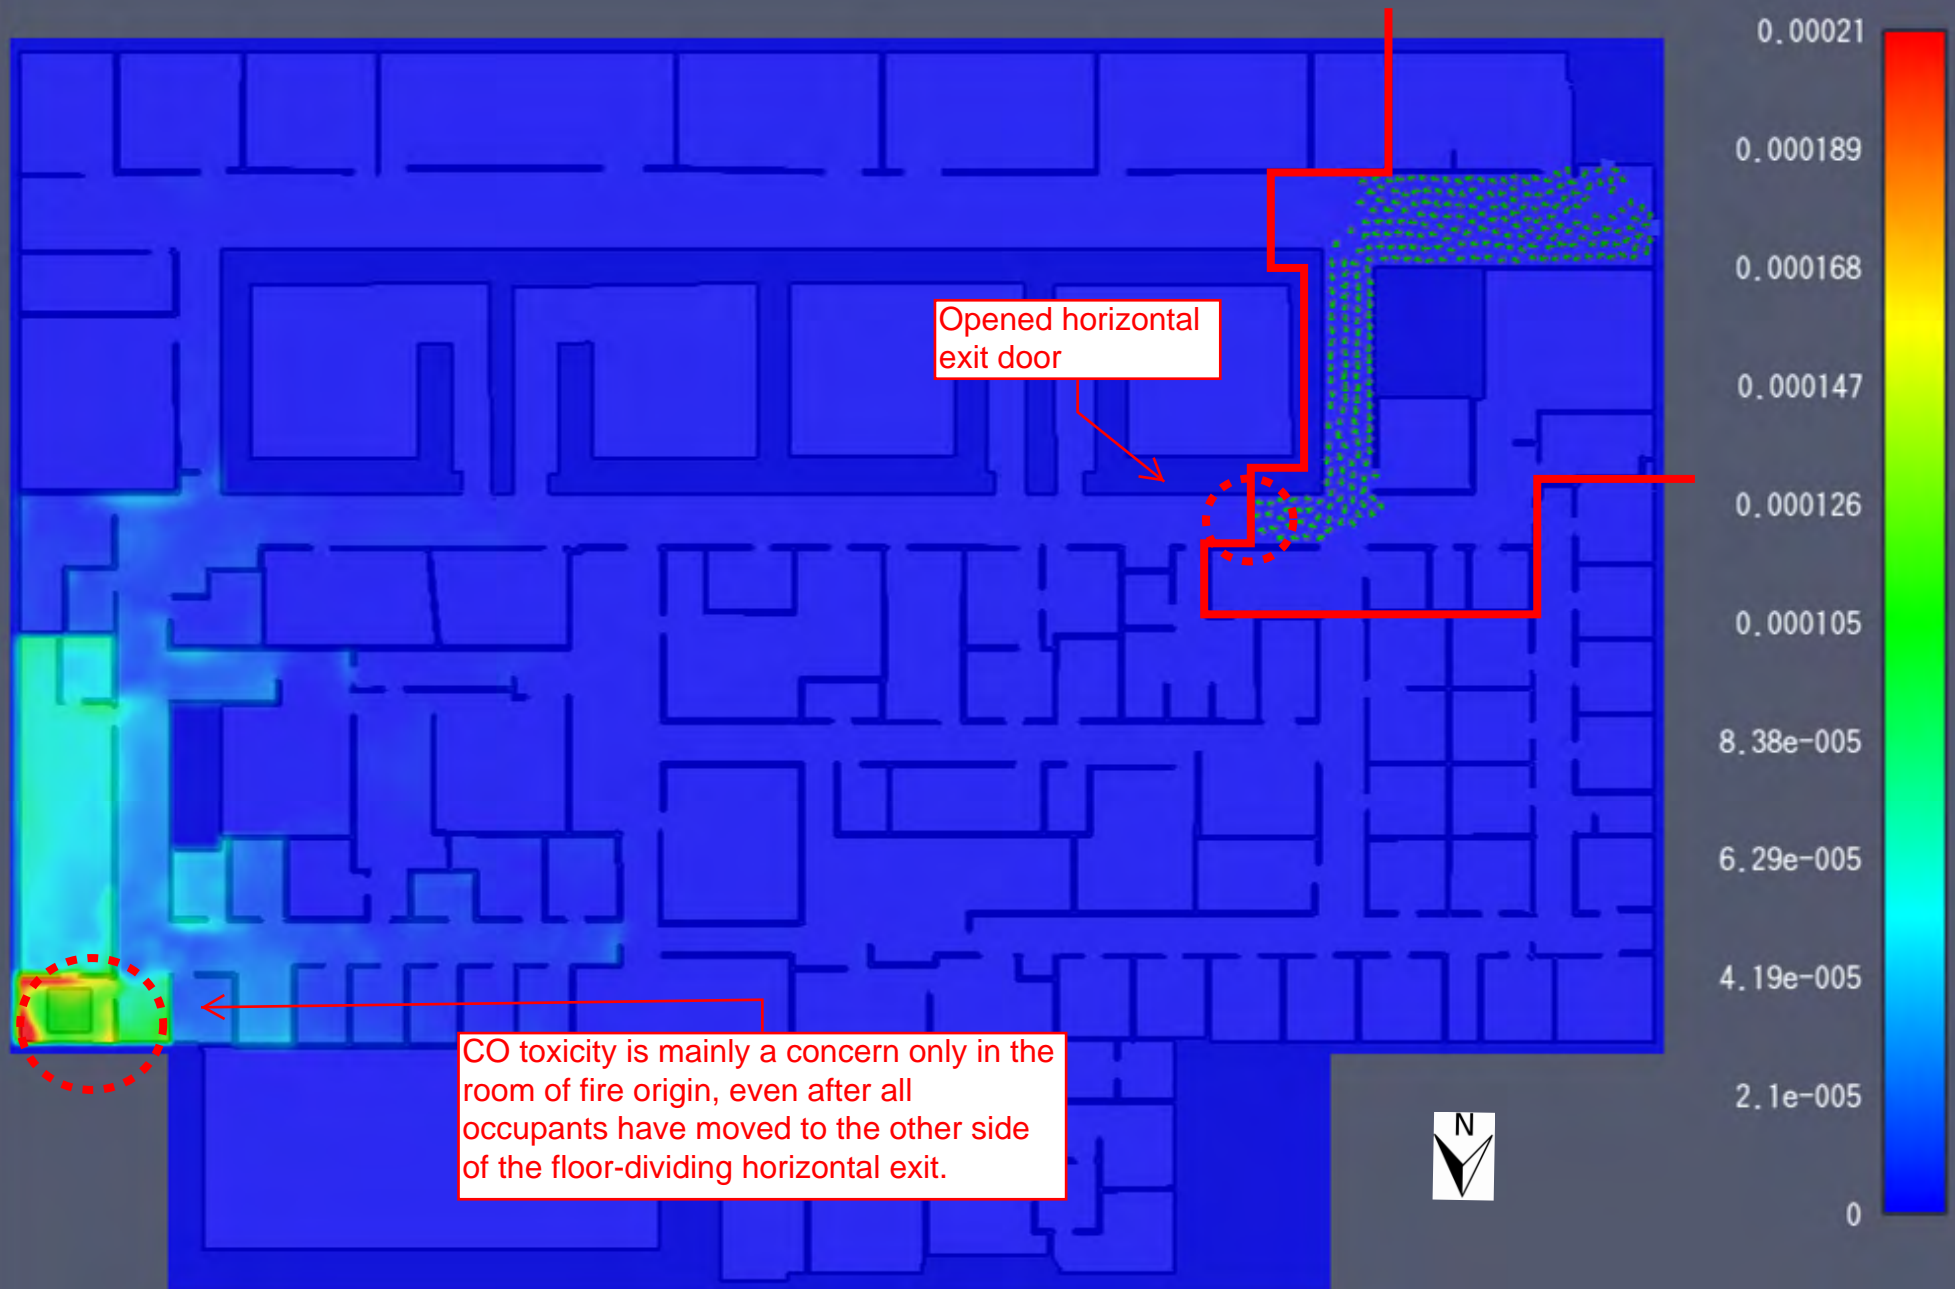 0.00021
0.000189
0.000168
Opened horizontal
exit door
0.000147
0.000126
0.000105
8.38e-005
6.29e-005
4.19e-005
CO toxicity is mainly a concern only in the
room of fire origin, even after all
occupants have moved to the other side
of the floor-dividing horizontal exit.
2.1e-005
N
0